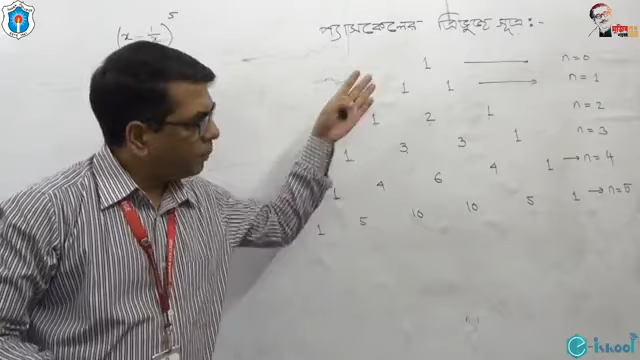 (x - 1/x)^5
প্যাসকেলের ত্রিভুজ সূত্র:-
1 → n=0
1 1 → n=1
1 2 1 n=2
1 3 3 1 n=3
1 4 6 4 1 → n=4
1 5 10 10 5 1 → n=5
e-iskool